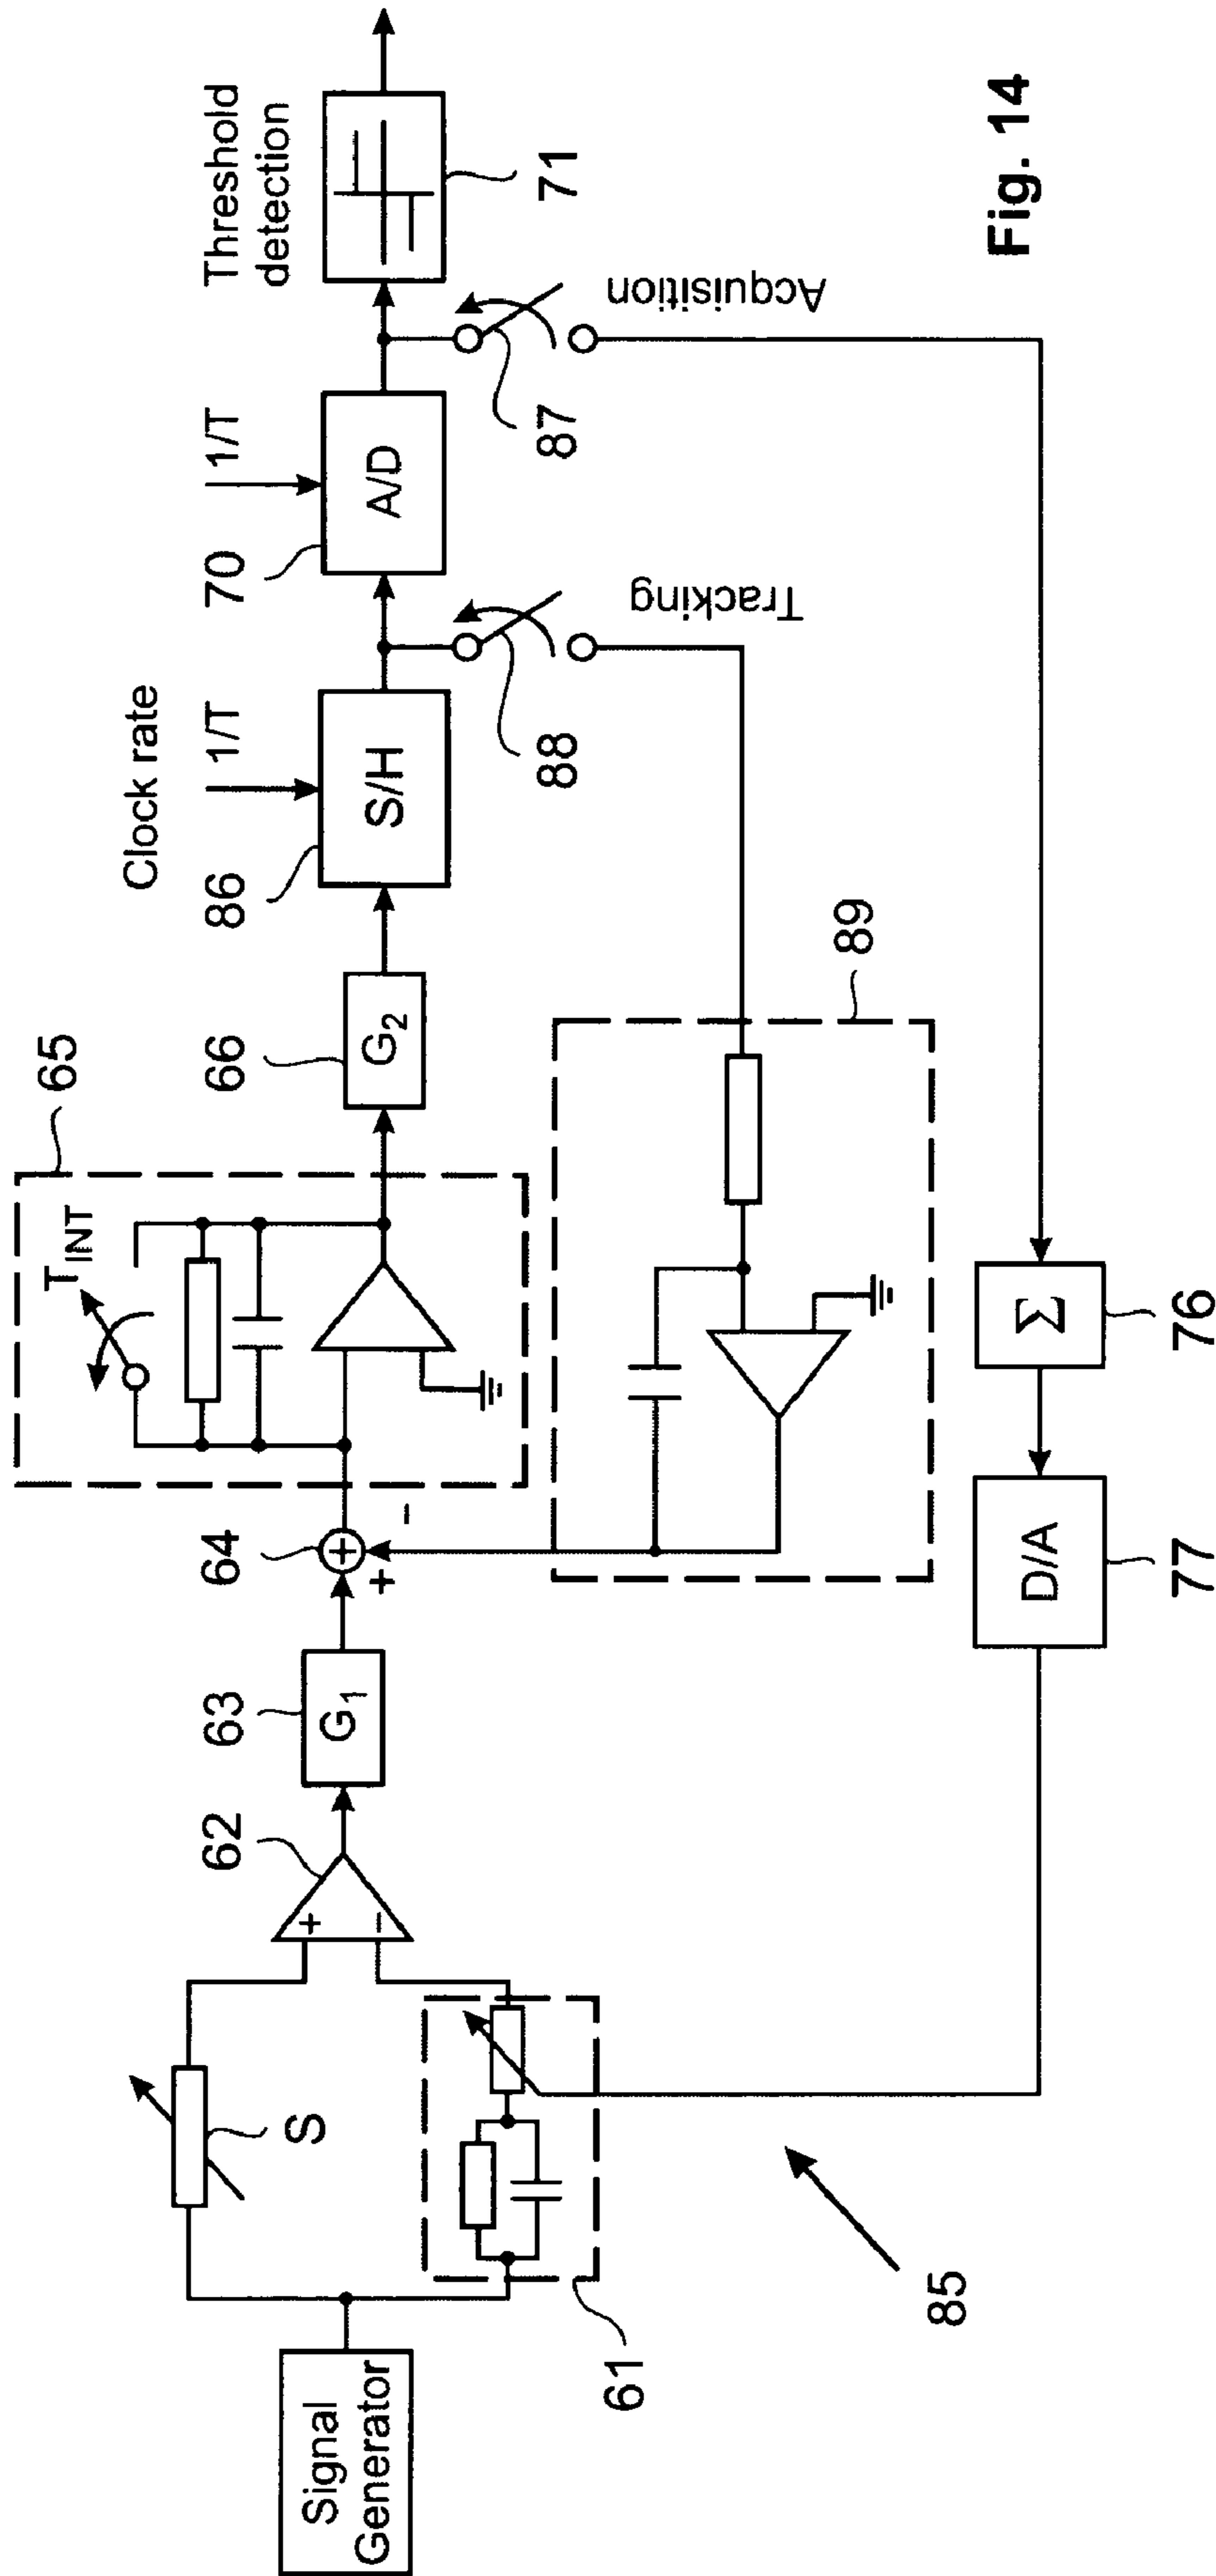 Signal
Generator
S
61
62
+
−
63
G1
64
+
−
65
TINT
66
G2
Clock rate
86
1/T
S/H
88
Tracking
70
1/T
A/D
87
Acquisition
Threshold
detection
71
89
Σ
76
D/A
77
85
Fig. 14